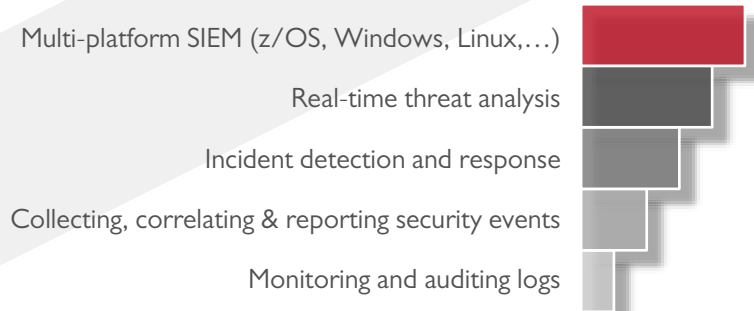 Multi-platform SIEM (z/OS, Windows, Linux,…)
Real-time threat analysis
Incident detection and response
Collecting, correlating & reporting security events
Monitoring and auditing logs